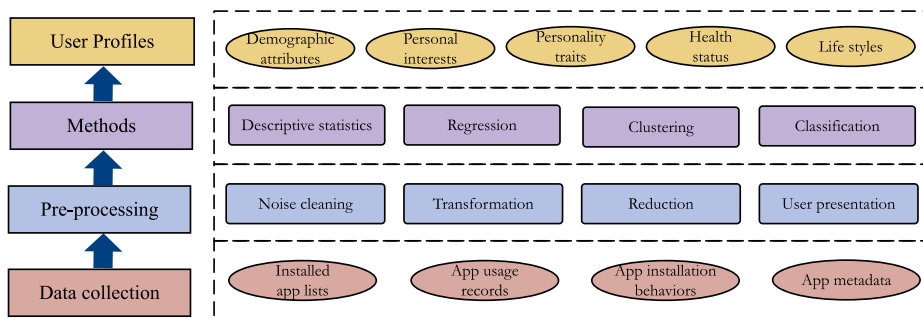 User Profiles
Demographic
attributes
Personal
interests
Personality
traits
Health
status
Life styles
Methods
Descriptive statistics
Regression
Clustering
Classification
Pre-processing
Noise cleaning
Transformation
Reduction
User presentation
Data collection
Installed
app lists
App usage
records
App installation
behaviors
App metadata